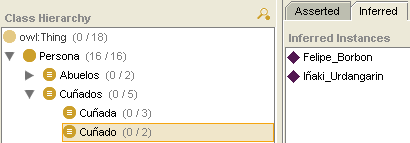 Class Hierarchy
owl:Thing (0 / 18)
Persona (16 / 16)
Abuelos (0 / 2)
Cuñados (0 / 5)
Cuñada (0 / 3)
Cuñado (0 / 2)
Asserted Inferred
Inferred Instances
Felipe_Borbon
Iñaki_Urdangarin